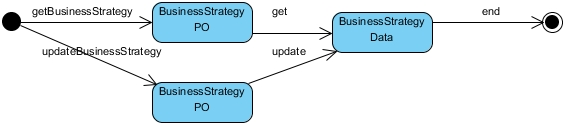 getBusinessStrategy
BusinessStrategy
PO
get
BusinessStrategy
Data
end
updateBusinessStrategy
update
BusinessStrategy
PO